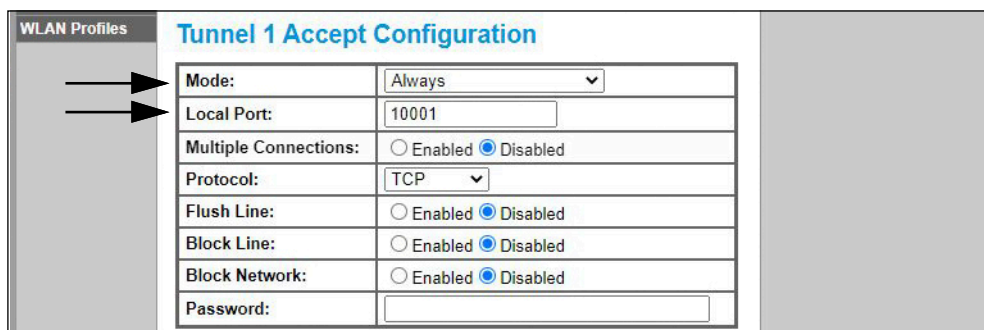 WLAN Profiles
Tunnel 1 Accept Configuration
Mode: Always
Local Port: 10001
Multiple Connections: Enabled Disabled
Protocol: TCP
Flush Line: Enabled Disabled
Block Line: Enabled Disabled
Block Network: Enabled Disabled
Password: